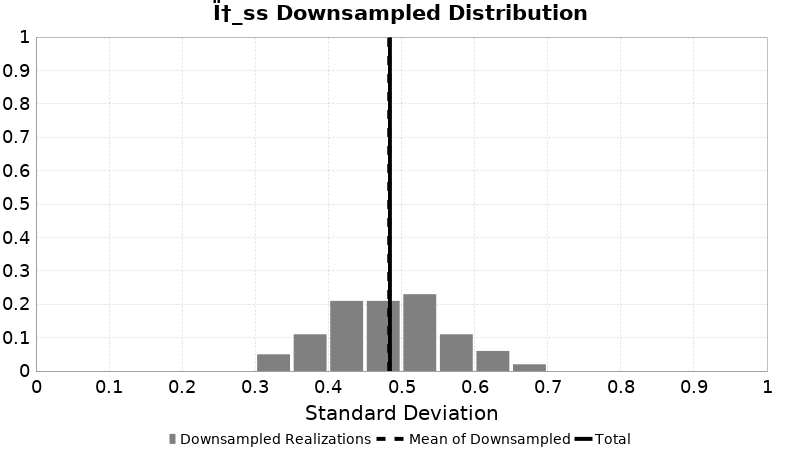 Ï†_ss Downsampled Distribution
1
0.9
0.8
0.7
0.6
0.5
0.4
0.3
0.2
0.1
0
0 0.1 0.2 0.3 0.4 0.5 0.6 0.7 0.8 0.9 1
Standard Deviation
Downsampled Realizations Mean of Downsampled Total